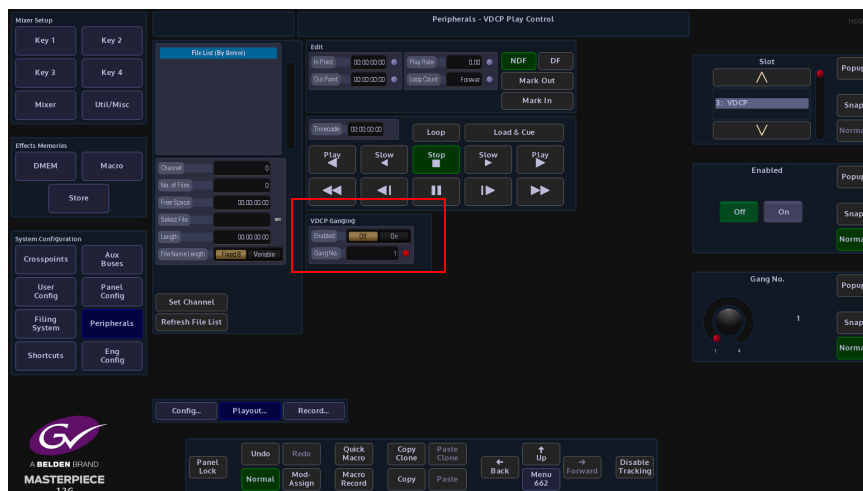 Mixer Setup
Key 1
Key 2
Key 3
Key 4
Mixer
Util/Misc
Effects Memories
DMEM
Macro
Store
System Configuration
Crosspoints
Aux
Buses
User
Config
Panel
Config
Filing
System
Peripherals
Shortcuts
Eng
Config
GV
A BELDEN BRAND
MASTERPIECE
12G
Peripherals - VDCP Play Control
File List (By Server)
Channel 0
No. of Files 0
Free Space 00:00:00:00
Select File
Length 00:00:00:00
File Name Length Fixed 8 Variable
Set Channel
Refresh File List
Edit
In Point 00:00:00:00 Play Rate 0.00 NDF DF
Out Point 00:00:00:00 Loop Count Forever Mark Out
Mark In
Timecode 00:00:00:00 Loop Load & Cue
Play Slow Stop Slow Play
VDCP Ganging
Enabled Off On
Gang No. 1
Config... Playout... Record...
Panel
Lock
Undo
Redo
Normal
Mod-
Assign
Quick
Macro
Macro
Record
Copy
Clone
Paste
Clone
Copy
Paste
Back
Up
Menu
662
Forward
Disable
Tracking
HDD
Slot
3: VDCP
Popup
Snap
Norma
Enabled
Off On
Popup
Snap
Norma
Gang No.
1
1 4
Popup
Snap
Norma